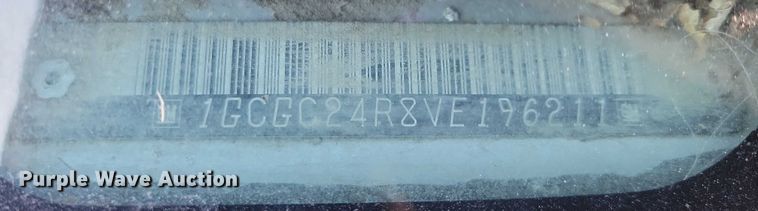 1GCGC24R8VE196211
Purple Wave Auction